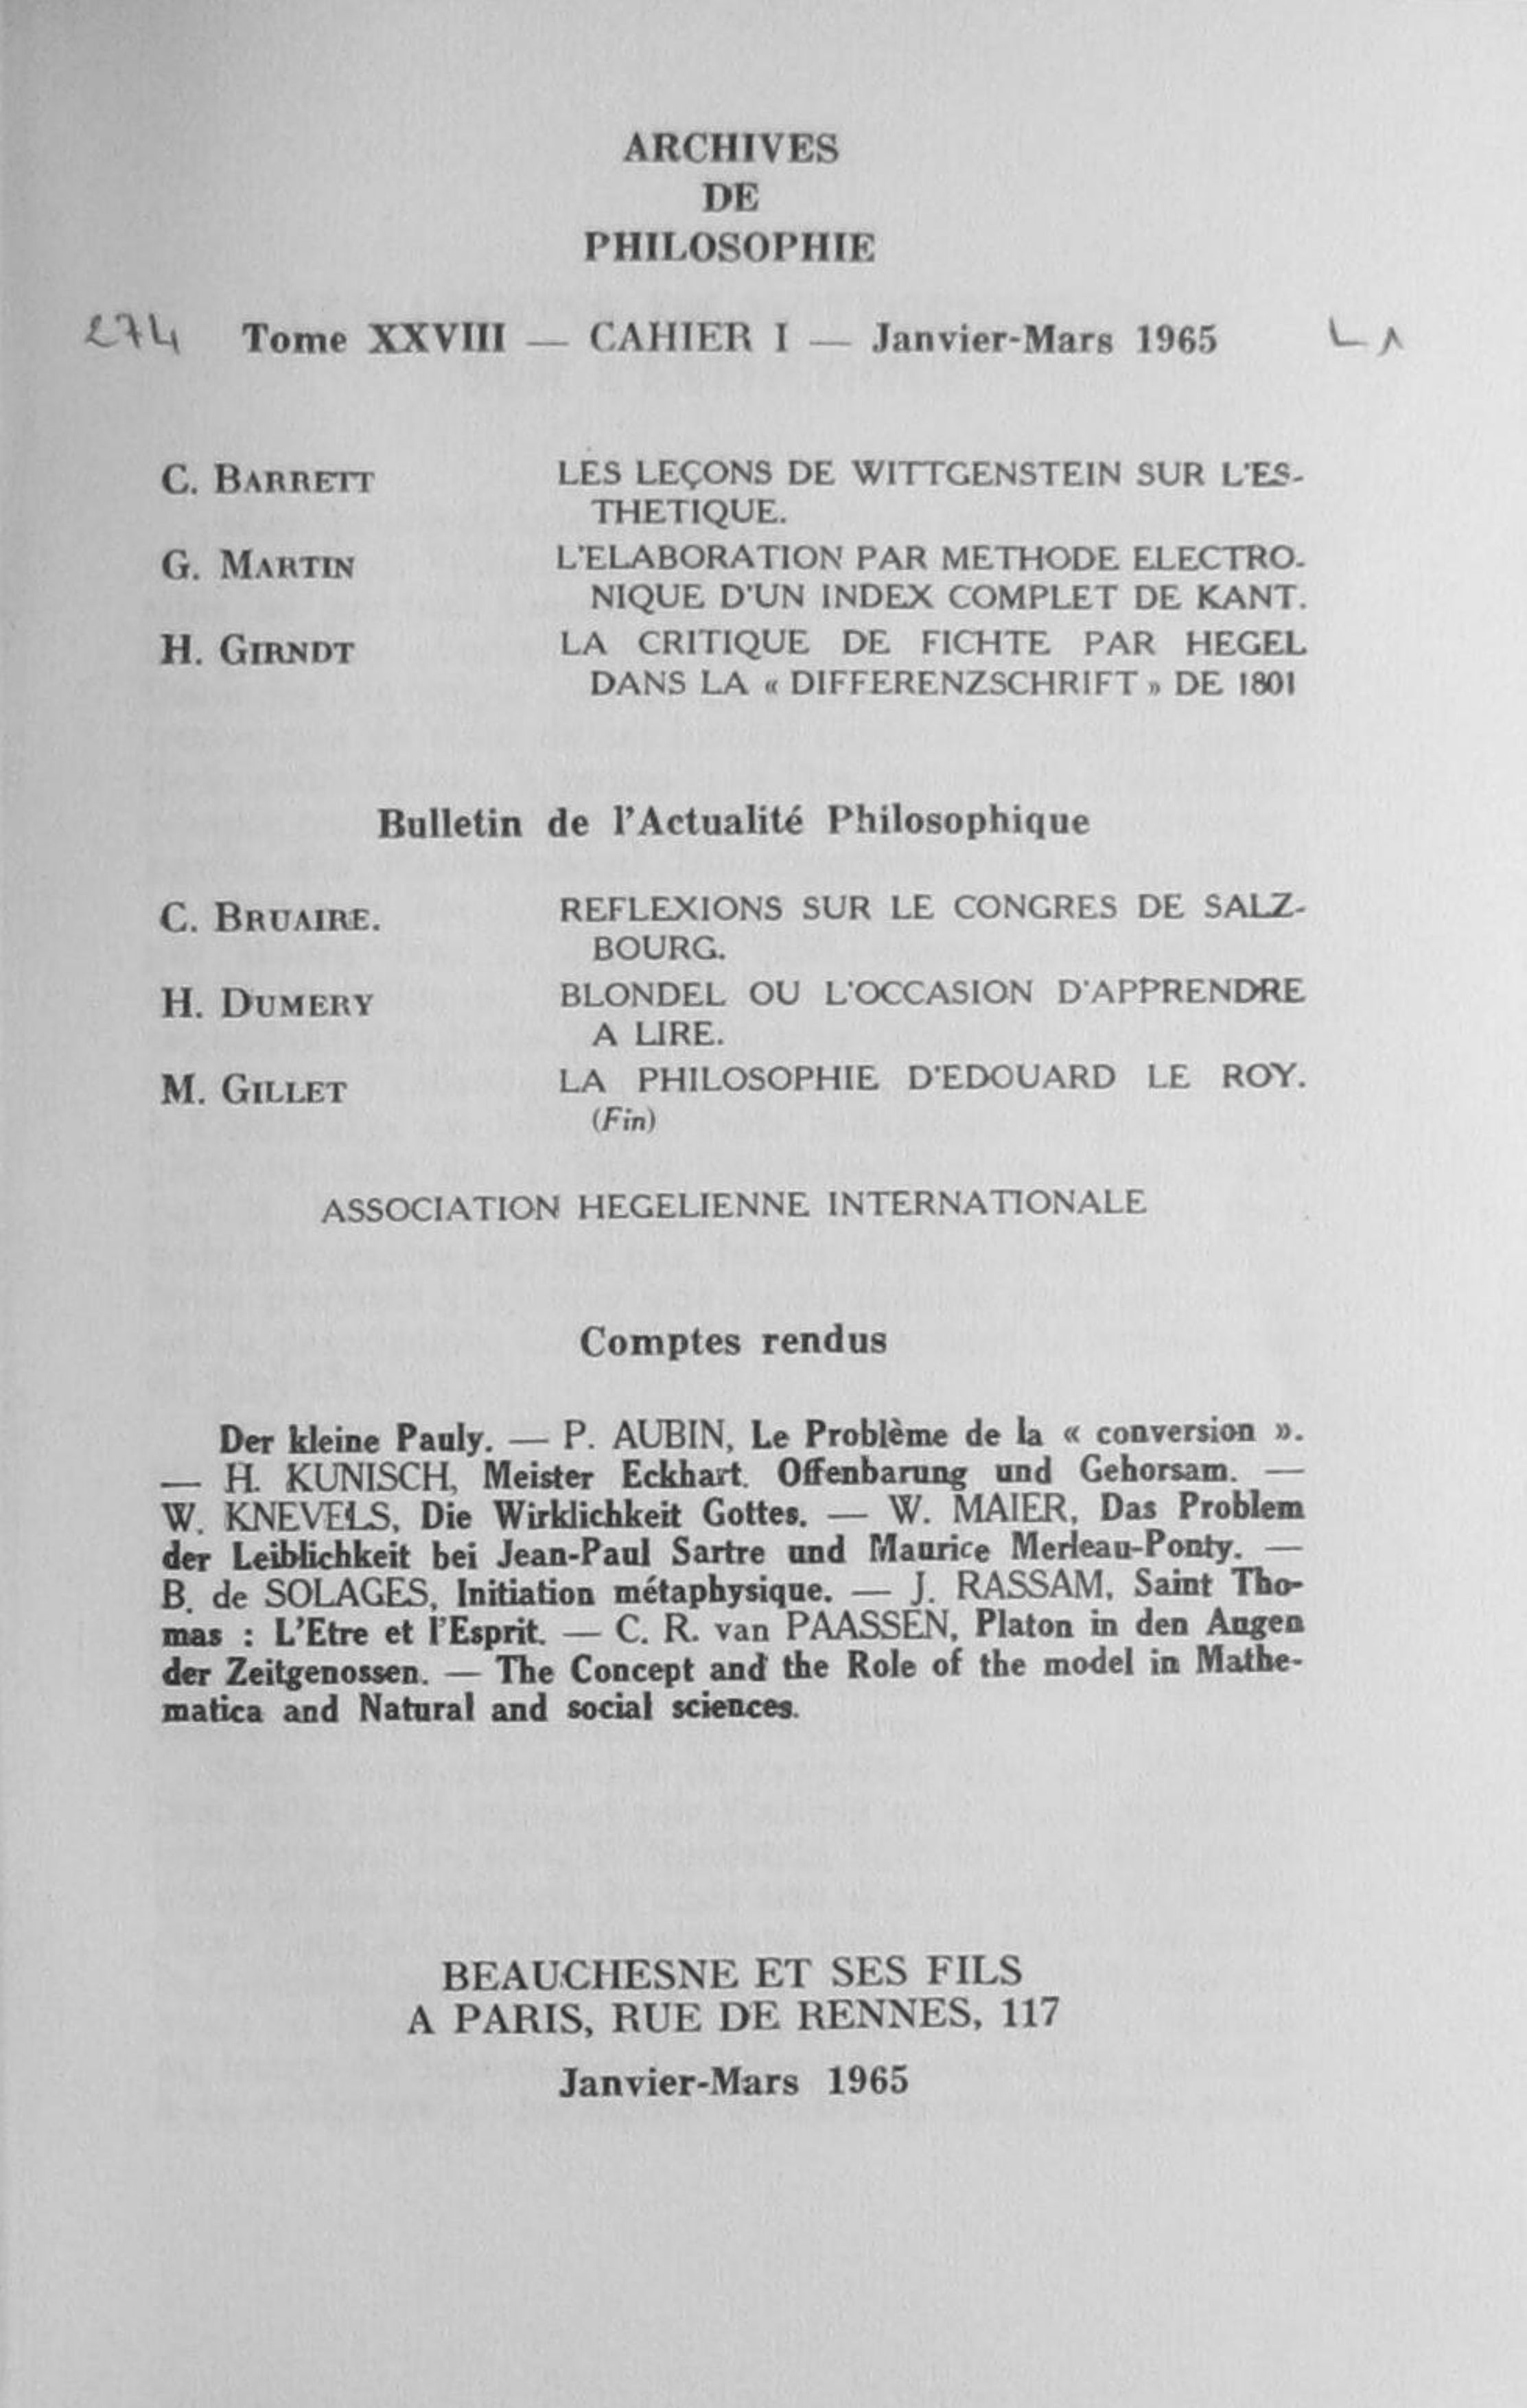 ARCHIVES
DE
PHILOSOPHIE
274 Tome XXVIII — CAHIER I — Janvier-Mars 1965
C. BARRETT LES LEÇONS DE WITTGENSTEIN SUR L'ES-
THETIQUE.
G. MARTIN L'ELABORATION PAR METHODE ELECTRO-
NIQUE D'UN INDEX COMPLET DE KANT.
H. GIRNDT LA CRITIQUE DE FICHTE PAR HEGEL
DANS LA « DIFFERENZSCHRIFT » DE 1801
Bulletin de l'Actualité Philosophique
C. BRUAIRE. REFLEXIONS SUR LE CONGRES DE SALZ-
BOURG.
H. DUMERY BLONDEL OU L'OCCASION D'APPRENDRE
A LIRE.
M. GILLET LA PHILOSOPHIE D'EDOUARD LE ROY.
(Fin)
ASSOCIATION HEGELIENNE INTERNATIONALE
Comptes rendus
Der kleine Pauly. — P. AUBIN, Le Problème de la « conversion ».
— H. KUNISCH, Meister Eckhart. Offenbarung und Gehorsam. —
W. KNEVELS, Die Wirklichkeit Gottes. — W. MAIER, Das Problem
der Leiblichkeit bei Jean-Paul Sartre und Maurice Merleau-Ponty. —
B. de SOLAGES, Initiation métaphysique. — J. RASSAM, Saint Tho-
mas : L'Etre et l'Esprit. — C. R. van PAASSEN, Platon in den Augen
der Zeitgenossen. — The Concept and the Role of the model in Mathe-
matica and Natural and social sciences.
BEAUCHESNE ET SES FILS
A PARIS, RUE DE RENNES, 117
Janvier-Mars 1965